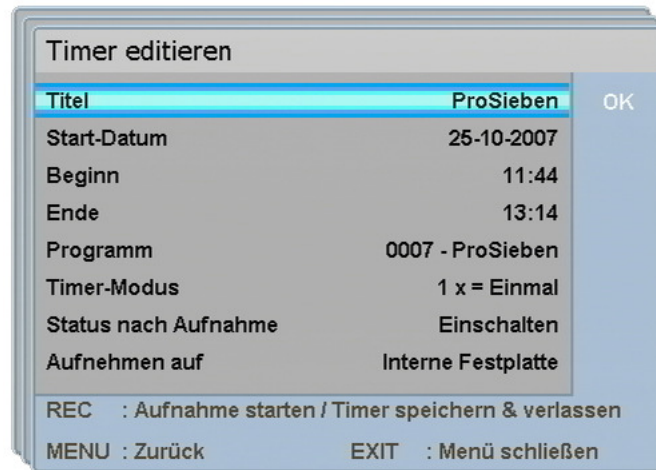 Timer editieren
Titel ProSieben OK
Start-Datum 25-10-2007
Beginn 11:44
Ende 13:14
Programm 0007 - ProSieben
Timer-Modus 1 x = Einmal
Status nach Aufnahme Einschalten
Aufnehmen auf Interne Festplatte
REC : Aufnahme starten / Timer speichern & verlassen
MENU : Zurück EXIT : Menü schließen